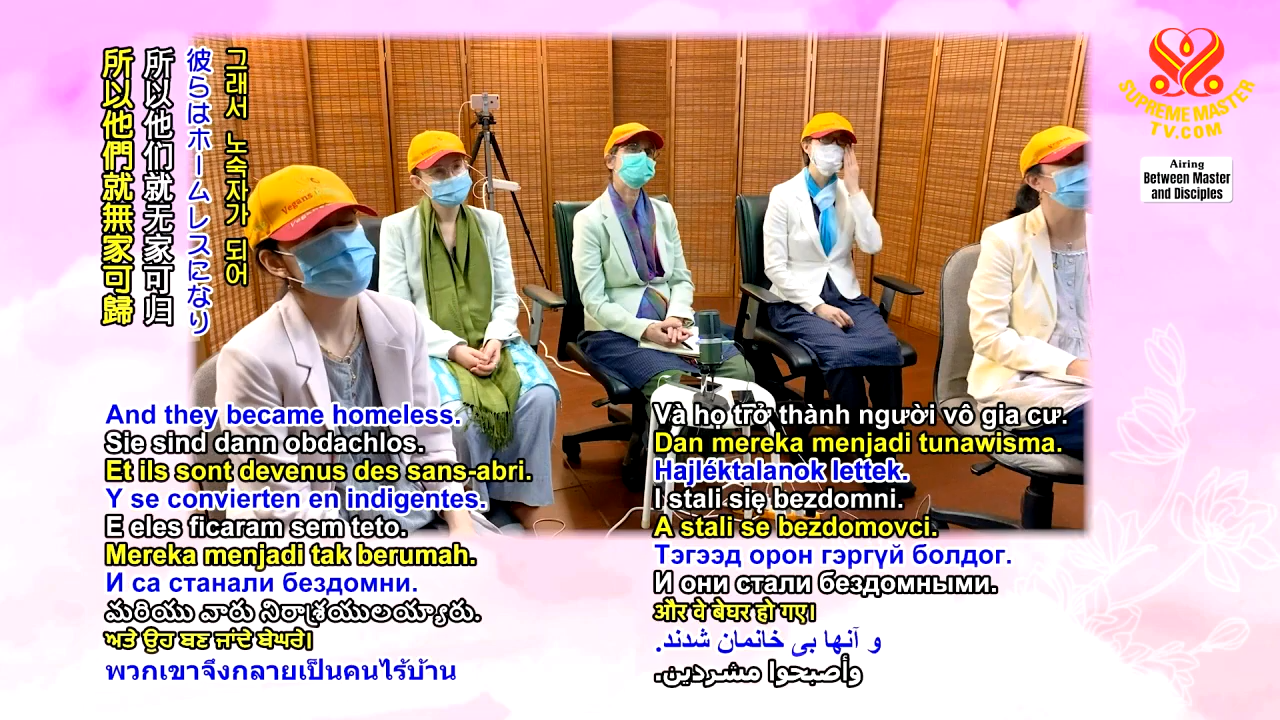 그래서 노숙자가 되어
彼らはホームレスになり
所以他们就无家可归
所以他們就無家可歸
SUPREME MASTER
TV.COM
Airing
Between Master
and Disciples
Vegans
And they became homeless.
Sie sind dann obdachlos.
Et ils sont devenus des sans-abri.
Y se convierten en indigentes.
E eles ficaram sem teto.
Mereka menjadi tak berumah.
И са станали бездомни.
మరియు వారు నిరాశ్రయులయ్యారు.
ਅਤੇ ਉਹ ਬਣ ਜਾਂਦੇ ਬੇਘਰੇ।
พวกเขาจึงกลายเป็นคนไร้บ้าน
Và họ trở thành người vô gia cư.
Dan mereka menjadi tunawisma.
Hajléktalanok lettek.
I stali się bezdomni.
A stali se bezdomovci.
Тэгээд орон гэргүй болдог.
И они стали бездомными.
और वे बेघर हो गए।
و آنها بی خانمان شدند.
وأصبحوا مشردين.